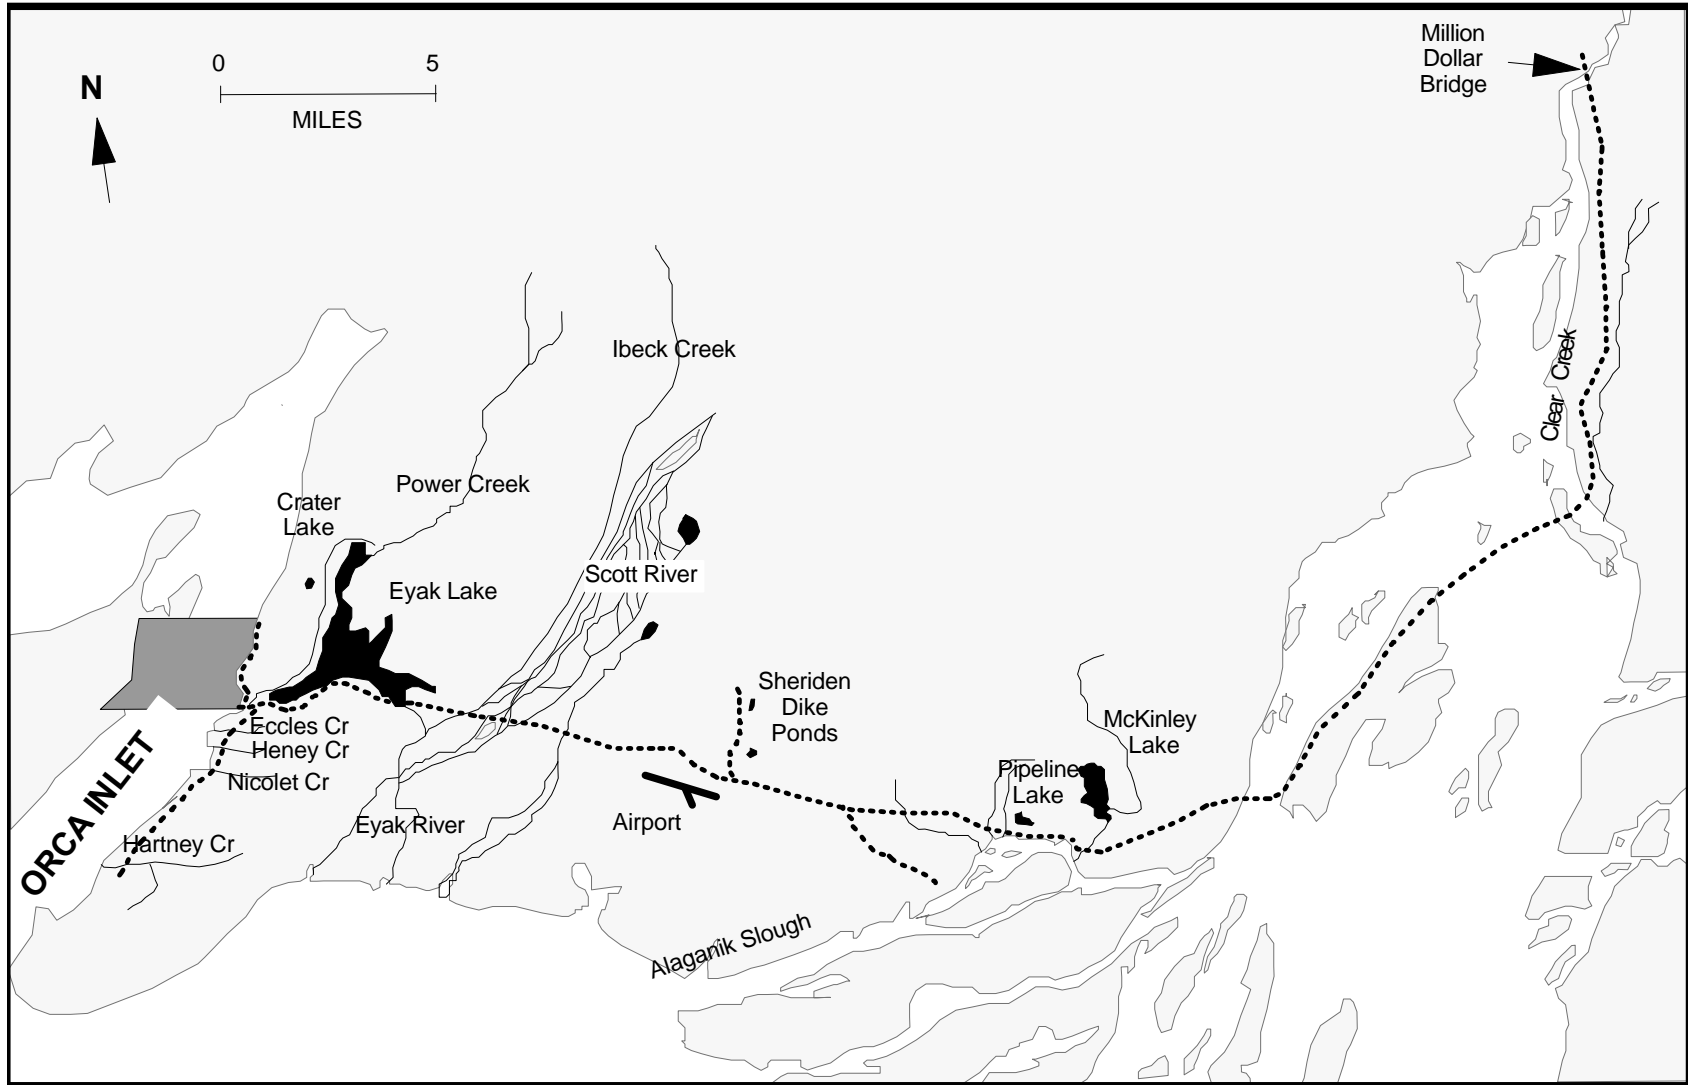 Million
Dollar
Bridge
0 5
MILES
N
Ibeck Creek
Clear Creek
Power Creek
Crater
Lake
Scott River
Eyak Lake
Sheriden
Dike
Ponds
Eccles Cr
Heney Cr
Nicolet Cr
McKinley
Lake
Pipeline
Lake
ORCA INLET
Hartney Cr
Eyak River
Airport
Alaganik Slough